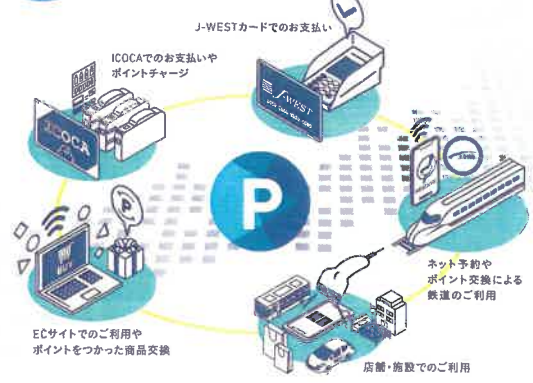 J-WESTカードでのお支払い
ICOCAでのお支払いや
ポイントチャージ
ICOCA
J-WEST
P
P
BUY
ネット予約や
ポイント交換による
鉄道のご利用
ECサイトでのご利用や
ポイントをつかった商品交換
店舗・施設でのご利用